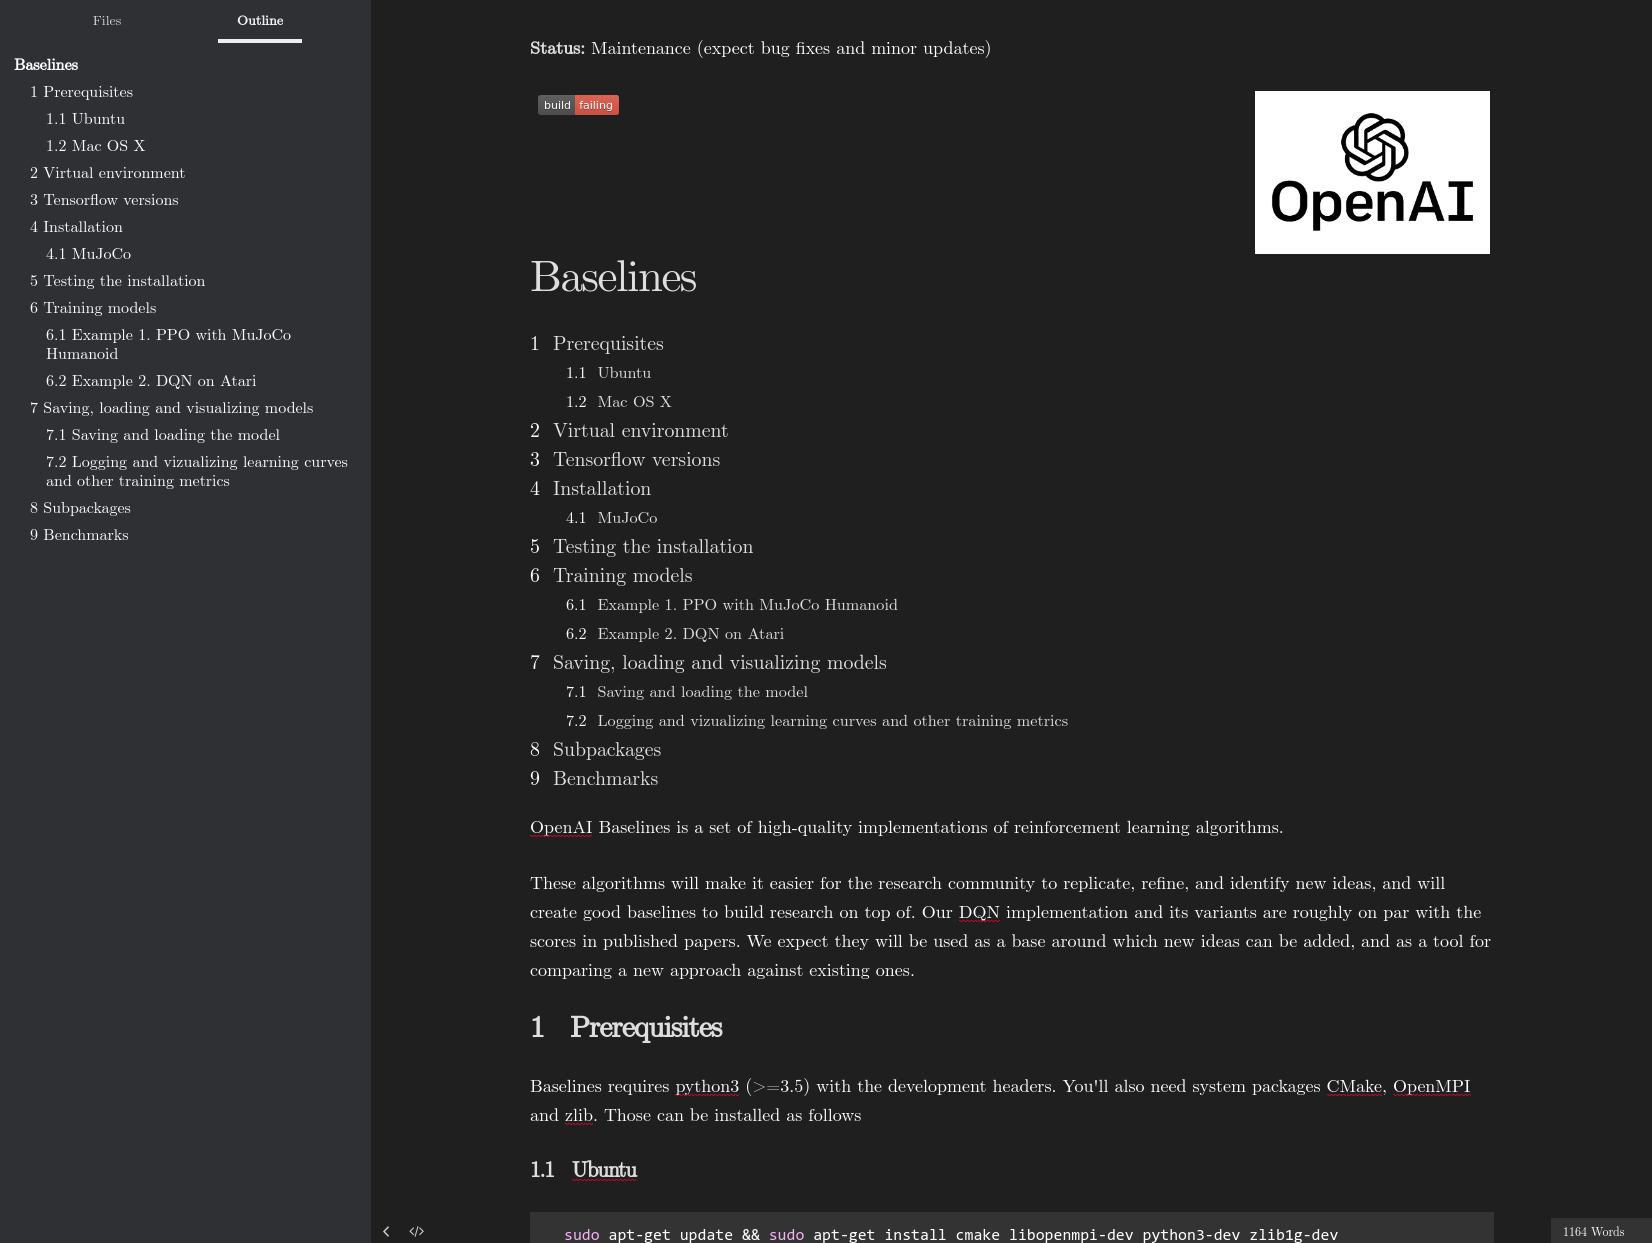 Files Outline
Baselines
1 Prerequisites
1.1 Ubuntu
1.2 Mac OS X
2 Virtual environment
3 Tensorflow versions
4 Installation
4.1 MuJoCo
5 Testing the installation
6 Training models
6.1 Example 1. PPO with MuJoCo
Humanoid
6.2 Example 2. DQN on Atari
7 Saving, loading and visualizing models
7.1 Saving and loading the model
7.2 Logging and vizualizing learning curves
and other training metrics
8 Subpackages
9 Benchmarks
Status: Maintenance (expect bug fixes and minor updates)
build failing
OpenAI
Baselines
1 Prerequisites
1.1 Ubuntu
1.2 Mac OS X
2 Virtual environment
3 Tensorflow versions
4 Installation
4.1 MuJoCo
5 Testing the installation
6 Training models
6.1 Example 1. PPO with MuJoCo Humanoid
6.2 Example 2. DQN on Atari
7 Saving, loading and visualizing models
7.1 Saving and loading the model
7.2 Logging and vizualizing learning curves and other training metrics
8 Subpackages
9 Benchmarks
OpenAI Baselines is a set of high-quality implementations of reinforcement learning algorithms.
These algorithms will make it easier for the research community to replicate, refine, and identify new ideas, and will
create good baselines to build research on top of. Our DQN implementation and its variants are roughly on par with the
scores in published papers. We expect they will be used as a base around which new ideas can be added, and as a tool for
comparing a new approach against existing ones.
1 Prerequisites
Baselines requires python3 (>=3.5) with the development headers. You'll also need system packages CMake, OpenMPI
and zlib. Those can be installed as follows
1.1 Ubuntu
sudo apt-get update && sudo apt-get install cmake libopenmpi-dev python3-dev zlib1g-dev
1164 Words